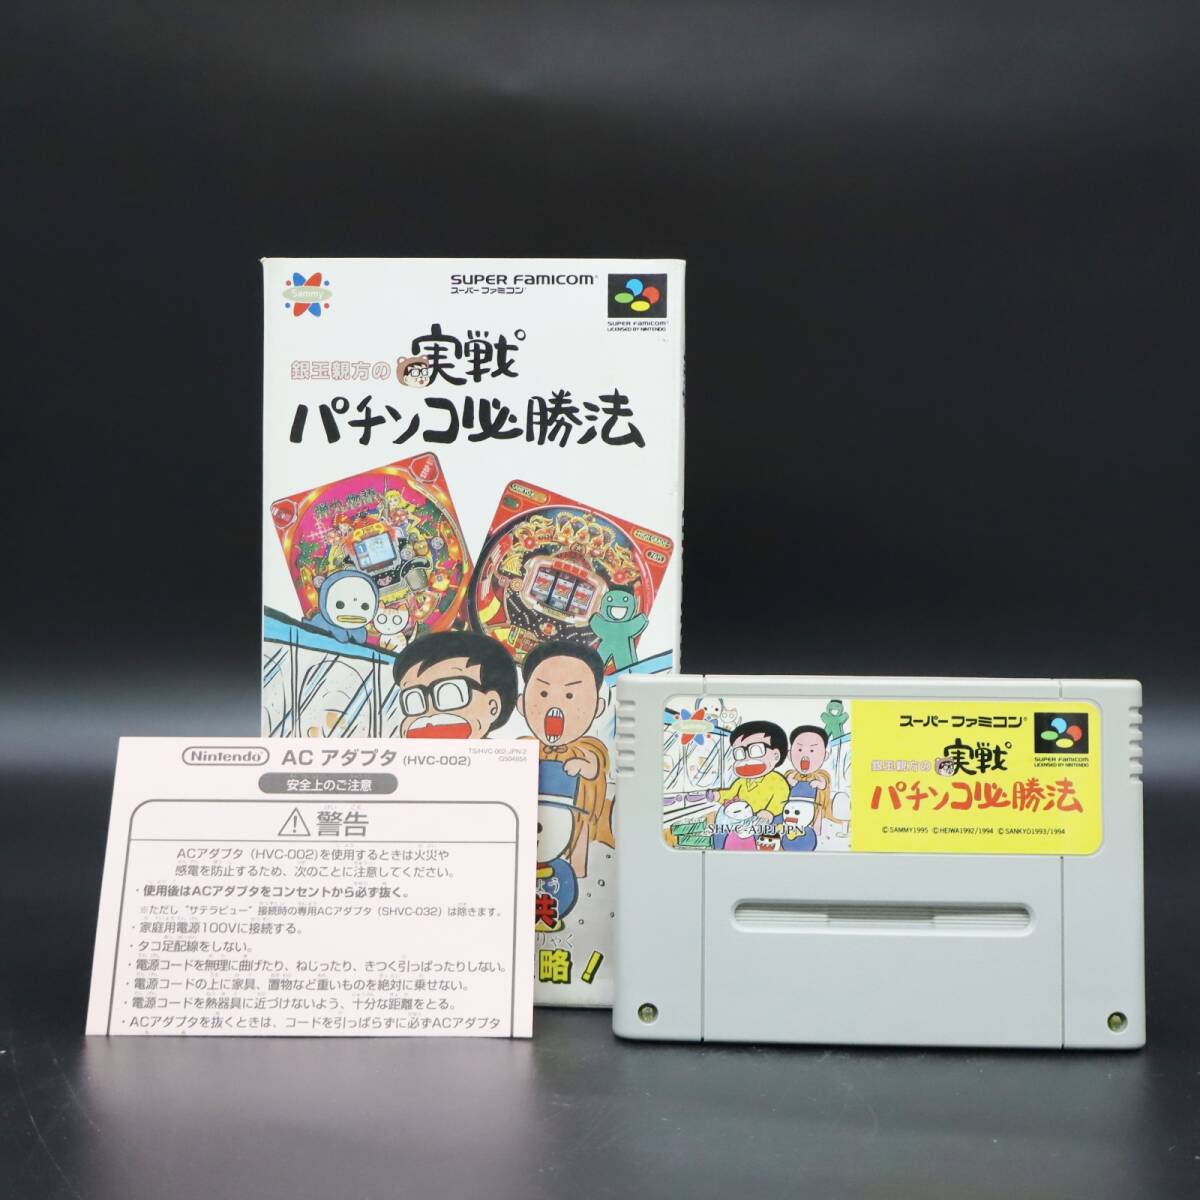 Sammy
SUPER FAMICOM
スーパーファミコン
SUPER FAMICOM
LICENSED BY NINTENDO
銀玉親方の
実戦
パチンコ必勝法
STOP
略！
Nintendo
ACアダプタ (HVC-002)
TS/HVC-002-JPN-2
G504954
安全上のご注意
警告
ACアダプタ（HVC-002)を使用するときは火災や
感電を防止するため、次のことに注意してください。
・使用後はACアダプタをコンセントから必ず抜く。
※ただし“サテラビュー”接続時の専用ACアダプタ（SHVC-032）は除きます。
・家庭用電源100Vに接続する。
・タコ足配線をしない。
・電源コードを無理に曲げたり、ねじったり、きつく引っぱったりしない。
・電源コードの上に家具、置物など重いものを絶対に乗せない。
・電源コードを熱器具に近づけないよう、十分な距離をとる。
・ACアダプタを抜くときは、コードを引っぱらずに必ずACアダプタ
Sammy
スーパーファミコン
SUPER FAMICOM
LICENSED BY NINTENDO
銀玉親方の
実戦
パチンコ必勝法
SHVC-AJPJ-JPN
©SAMMY1995 ©HEIWA1992/1994 ©SANKYO1993/1994